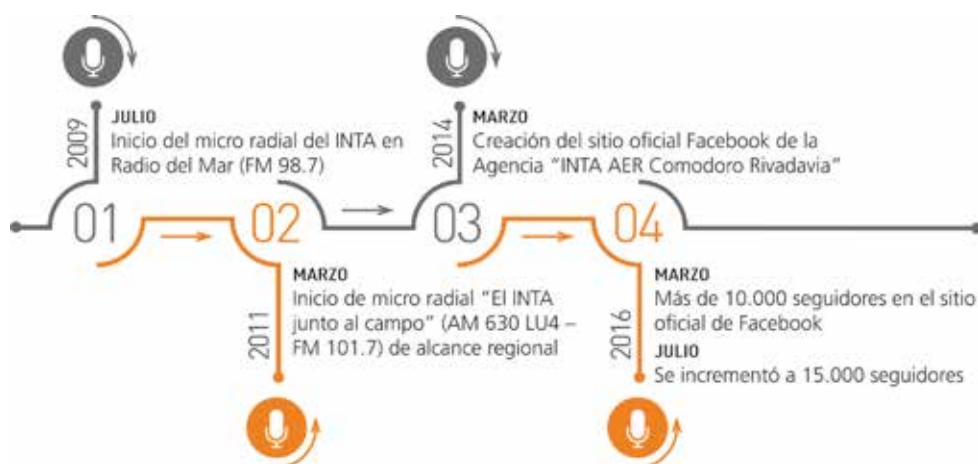 2009
JULIO
Inicio del micro radial del INTA en
Radio del Mar (FM 98.7)
01
2011
MARZO
Inicio de micro radial “El INTA
junto al campo” (AM 630 LU4 –
FM 101.7) de alcance regional
02
2014
MARZO
Creación del sitio oficial Facebook de la
Agencia “INTA AER Comodoro Rivadavia”
03
2016
MARZO
Más de 10.000 seguidores en el sitio
oficial de Facebook
JULIO
Se incrementó a 15.000 seguidores
04